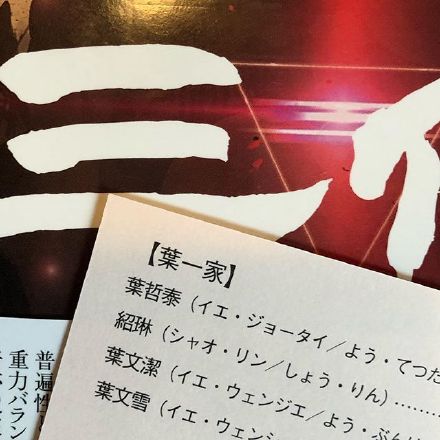 三
【葉一家】
葉哲泰（イエ・ジョータイ／よう・てつた
紹琳（シャオ・リン／しょう・りん）………
葉文潔（イエ・ウェンジエ／よう・ぶん
葉文雪（イエ・ウェン
普遍性
重力バラン